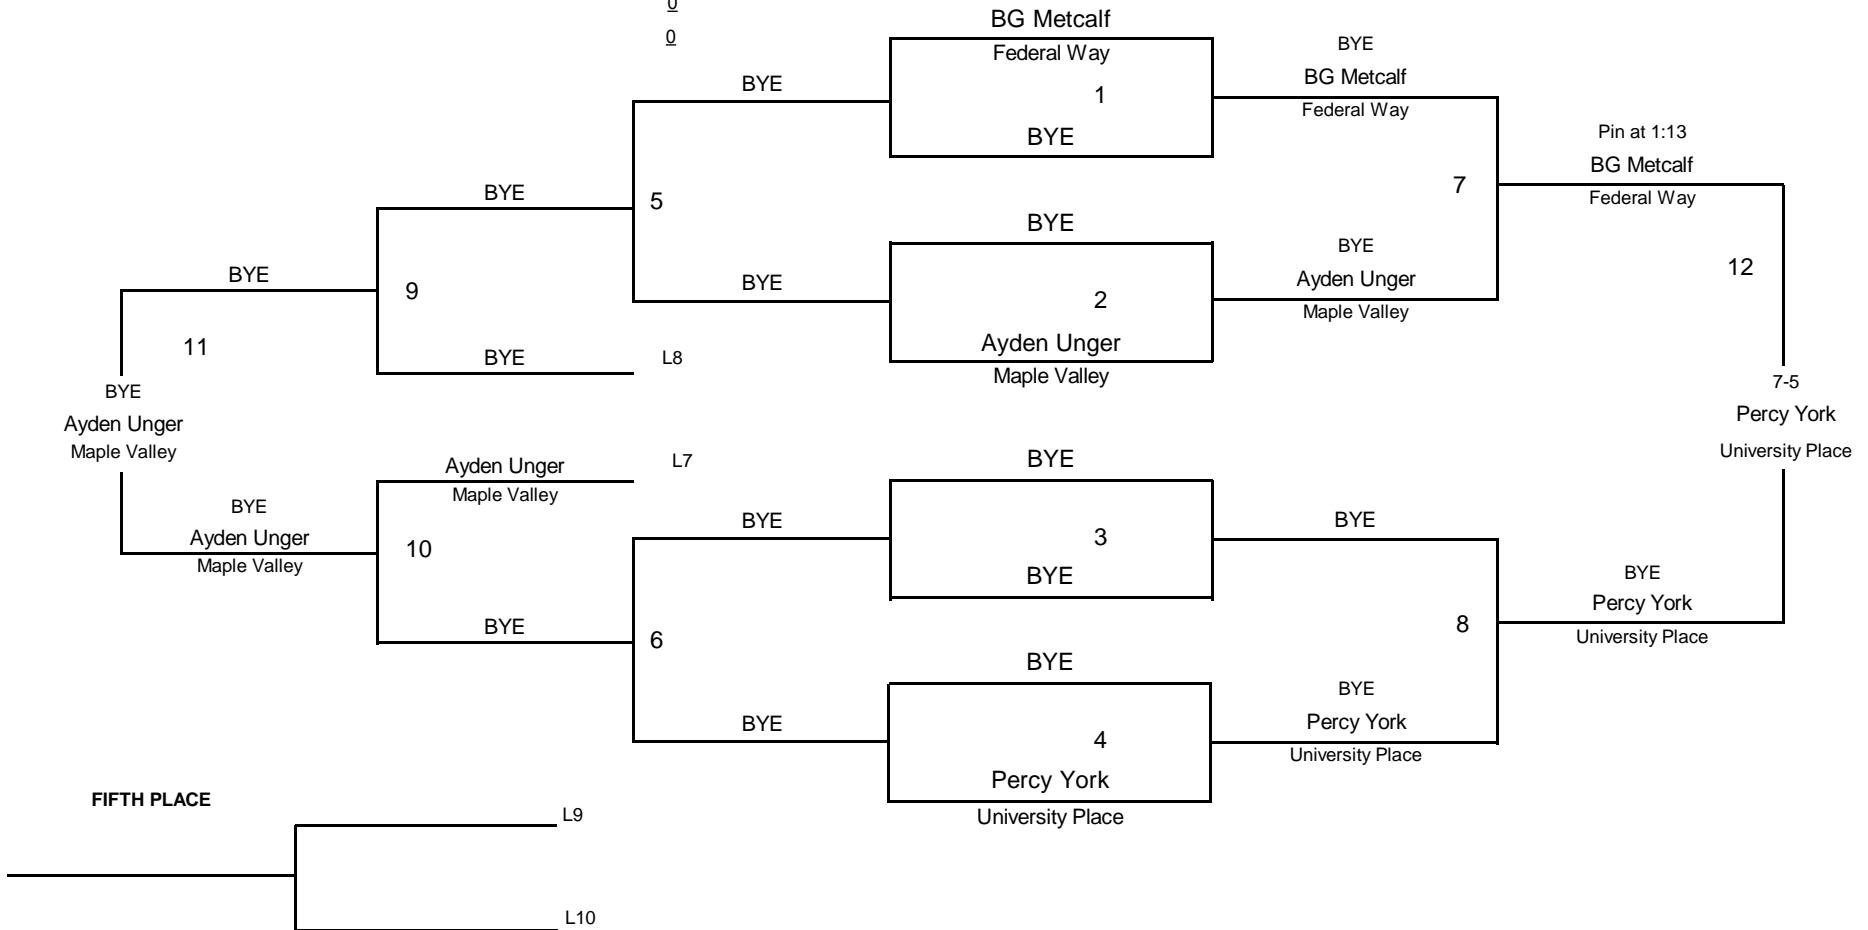 0
0
BG Metcalf
Federal Way
BYE
BYE
BG Metcalf
1
BYE
Federal Way
Pin at 1:13
BG Metcalf
Federal Way
7
BYE
5
BYE
BYE
Ayden Unger
Maple Valley
12
BYE
9
BYE
2
Ayden Unger
Maple Valley
11
BYE
L8
BYE
Ayden Unger
Maple Valley
7-5
Percy York
University Place
Ayden Unger
Maple Valley
L7
BYE
BYE
Ayden Unger
Maple Valley
10
BYE
3
BYE
BYE
BYE
Percy York
University Place
BYE
6
8
BYE
BYE
Percy York
University Place
BYE
4
Percy York
University Place
FIFTH PLACE
L9
L10